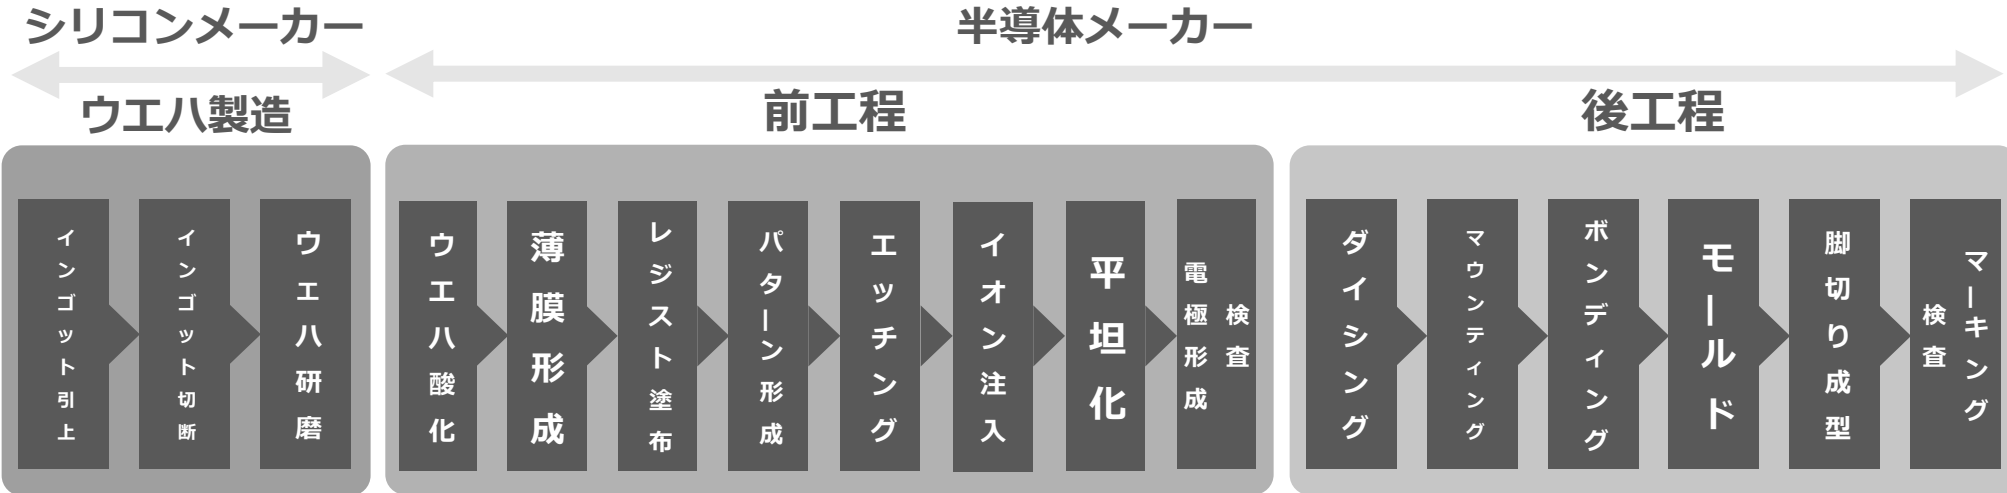 シリコンメーカー
半導体メーカー
ウエハ製造
前工程
後工程
インゴット引上
インゴット切断
ウエハ研磨
ウエハ酸化
薄膜形成
レジスト塗布
パターン形成
エッチング
イオン注入
平坦化
検査
電極形成
ダイシング
マウンティング
ボンディング
モールド
脚切り成型
マーキング
検査